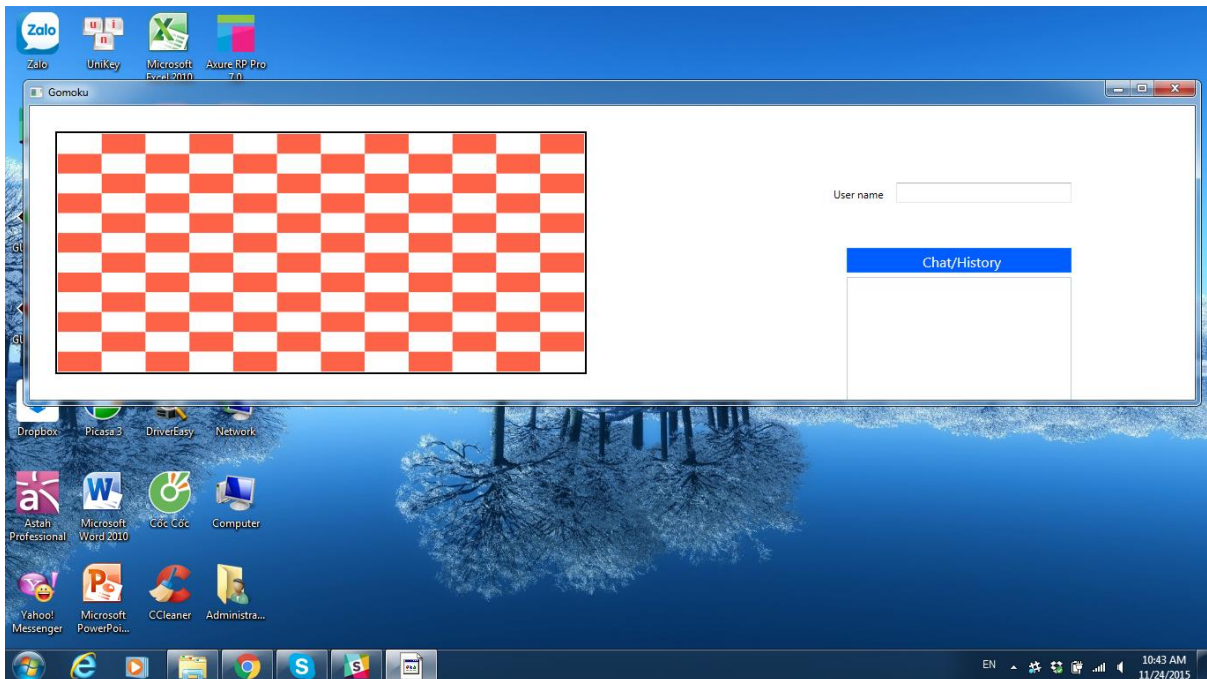 Zalo
u i n
Zalo
UniKey
Microsoft Excel 2010
Axure RP Pro 7.0
Gomoku
User name
Chat/History
Dropbox
Picasa 3
DriverEasy
Network
a
W
Astah Professional
Microsoft Word 2010
Cốc Cốc
Computer
P
Yahoo! Messenger
Microsoft PowerPoi...
CCleaner
Administra...
S
S
EN
10:43 AM
11/24/2015